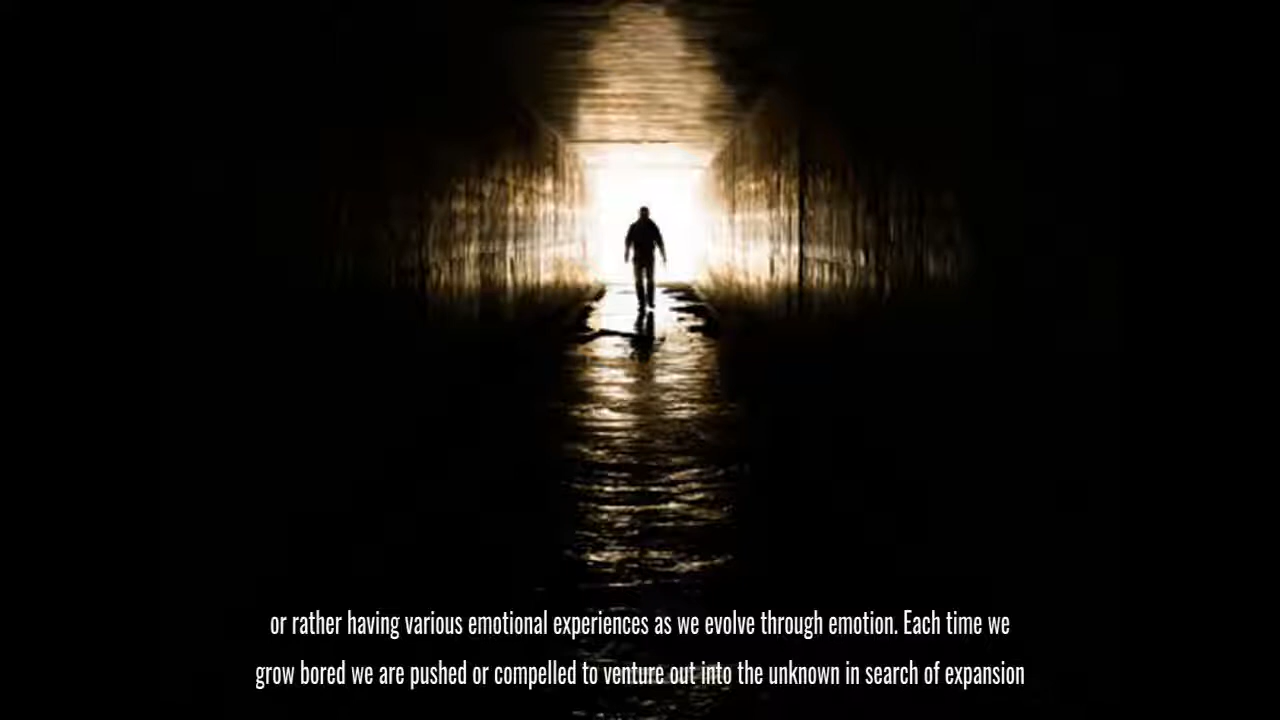 or rather having various emotional experiences as we evolve through emotion. Each time we
grow bored we are pushed or compelled to venture out into the unknown in search of expansion